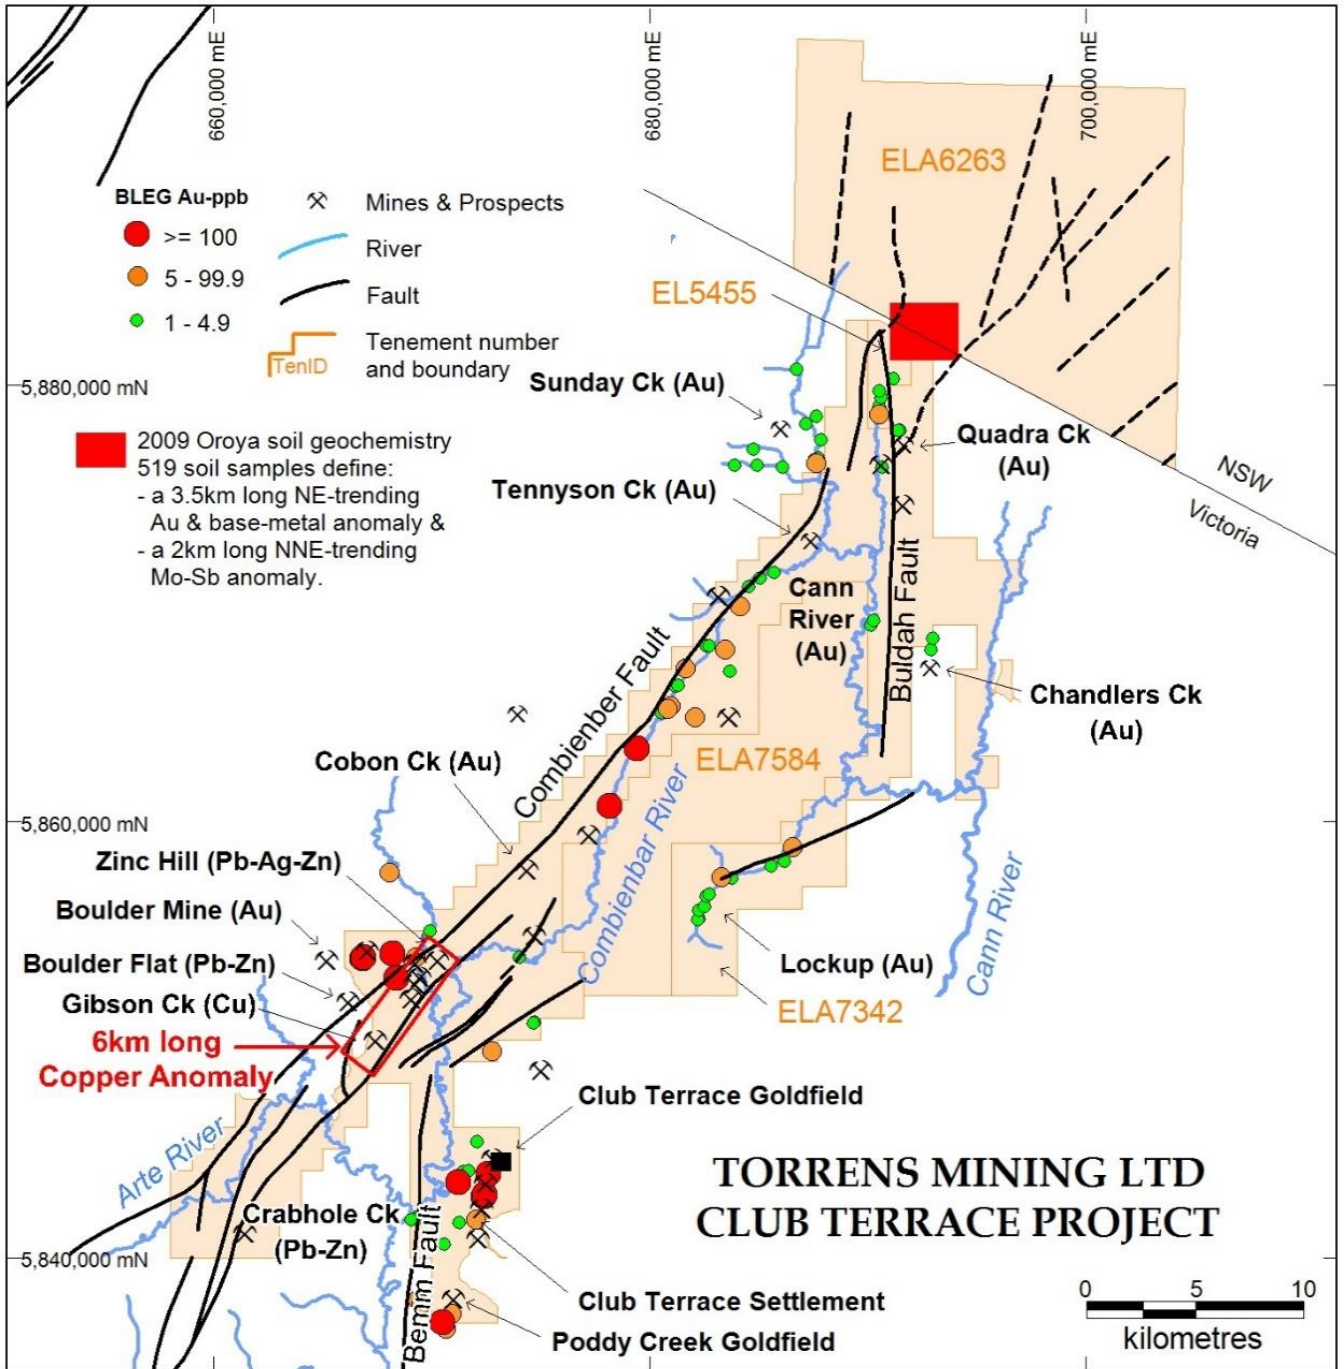 660,000 mE
680,000 mE
700,000 mE
ELA6263
BLEG Au-ppb
>= 100
5 - 99.9
1 - 4.9
Mines & Prospects
River
Fault
TenID
Tenement number
and boundary
EL5455
5,880,000 mN
Sunday Ck (Au)
2009 Oroya soil geochemistry
519 soil samples define:
- a 3.5km long NE-trending
Au & base-metal anomaly &
- a 2km long NNE-trending
Mo-Sb anomaly.
Quadra Ck
(Au)
NSW
Victoria
Tennyson Ck (Au)
Cann
River
(Au)
Buldah Fault
Combienber Fault
Chandlers Ck
(Au)
Cobon Ck (Au)
ELA7584
Combienbar River
5,860,000 mN
Zinc Hill (Pb-Ag-Zn)
Boulder Mine (Au)
Boulder Flat (Pb-Zn)
Gibson Ck (Cu)
6km long
Copper Anomaly
Lockup (Au)
Cann River
ELA7342
Club Terrace Goldfield
Arte River
TORRENS MINING LTD
CLUB TERRACE PROJECT
Crabhole Ck
(Pb-Zn)
Bemm Fault
5,840,000 mN
Club Terrace Settlement
Poddy Creek Goldfield
0 5 10
kilometres